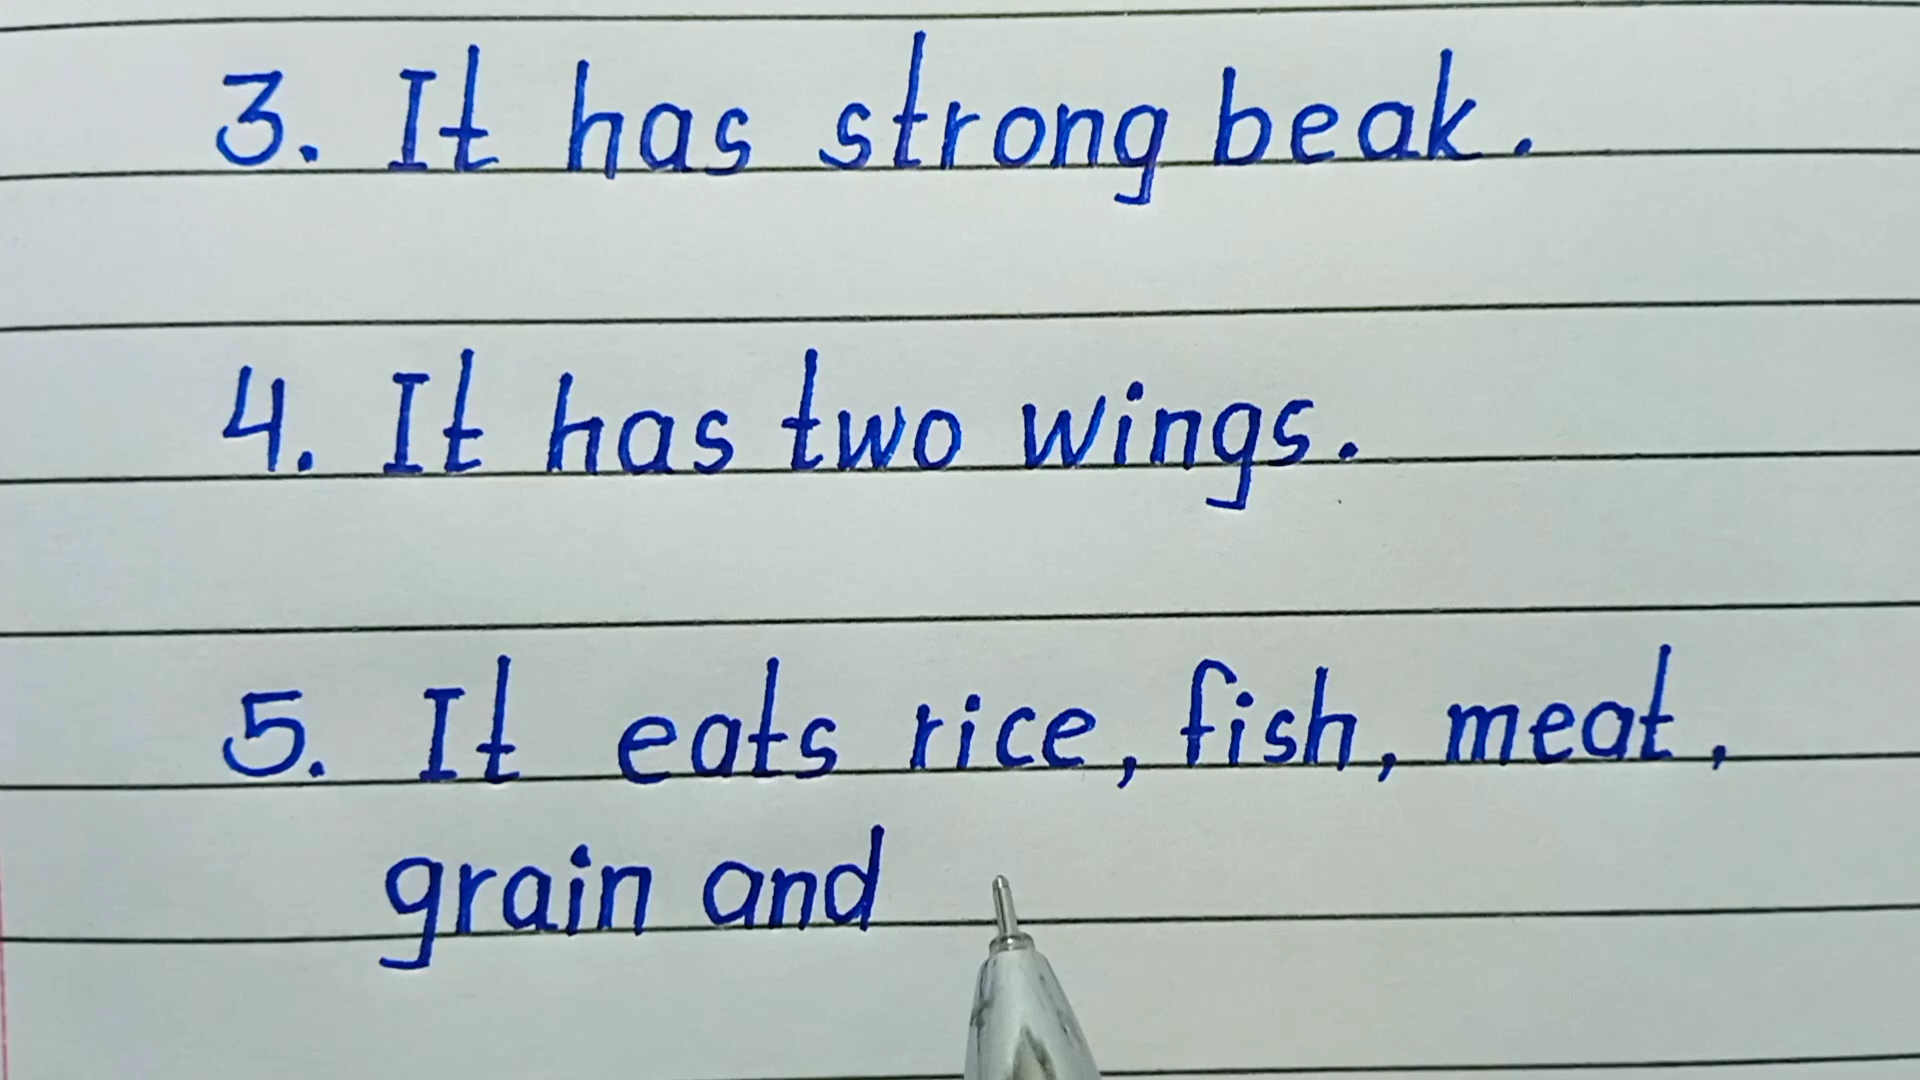 3. It has strong beak.
4. It has two wings.
5. It eats rice, fish, meat,
grain and